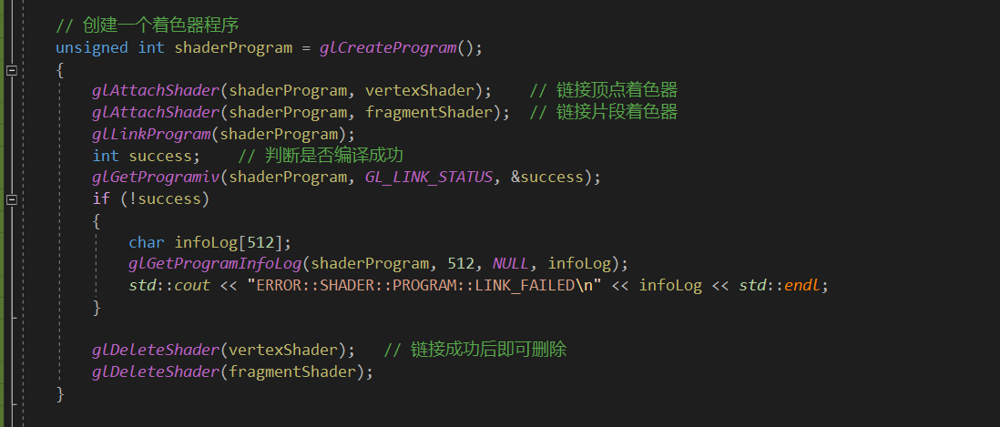 // 创建一个着色器程序
unsigned int shaderProgram = glCreateProgram();
{
glAttachShader(shaderProgram, vertexShader);    // 链接顶点着色器
glAttachShader(shaderProgram, fragmentShader);  // 链接片段着色器
glLinkProgram(shaderProgram);
int success;    // 判断是否编译成功
glGetProgramiv(shaderProgram, GL_LINK_STATUS, &success);
if (!success)
{
char infoLog[512];
glGetProgramInfoLog(shaderProgram, 512, NULL, infoLog);
std::cout << "ERROR::SHADER::PROGRAM::LINK_FAILED\n" << infoLog << std::endl;
}
glDeleteShader(vertexShader);   // 链接成功后即可删除
glDeleteShader(fragmentShader);
}